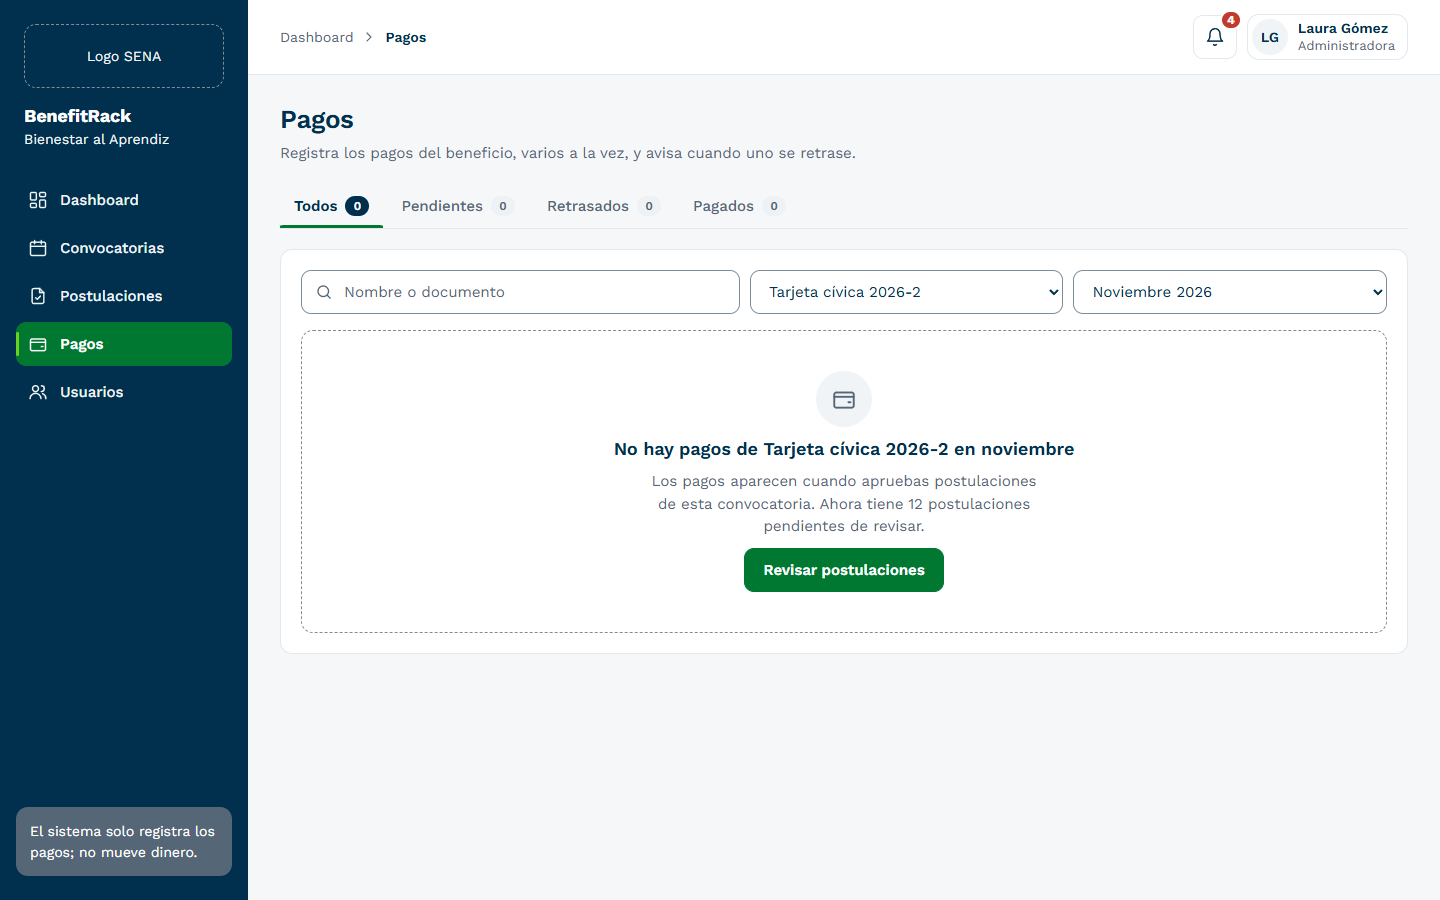 Logo SENA
BenefitRack
Bienestar al Aprendiz
Dashboard
Convocatorias
Postulaciones
Pagos
Usuarios
El sistema solo registra los
pagos; no mueve dinero.
Dashboard > Pagos
4
LG
Laura Gómez
Administradora
Pagos
Registra los pagos del beneficio, varios a la vez, y avisa cuando uno se retrase.
Todos 0 Pendientes 0 Retrasados 0 Pagados 0
Nombre o documento
Tarjeta cívica 2026-2
Noviembre 2026
No hay pagos de Tarjeta cívica 2026-2 en noviembre
Los pagos aparecen cuando apruebas postulaciones
de esta convocatoria. Ahora tiene 12 postulaciones
pendientes de revisar.
Revisar postulaciones